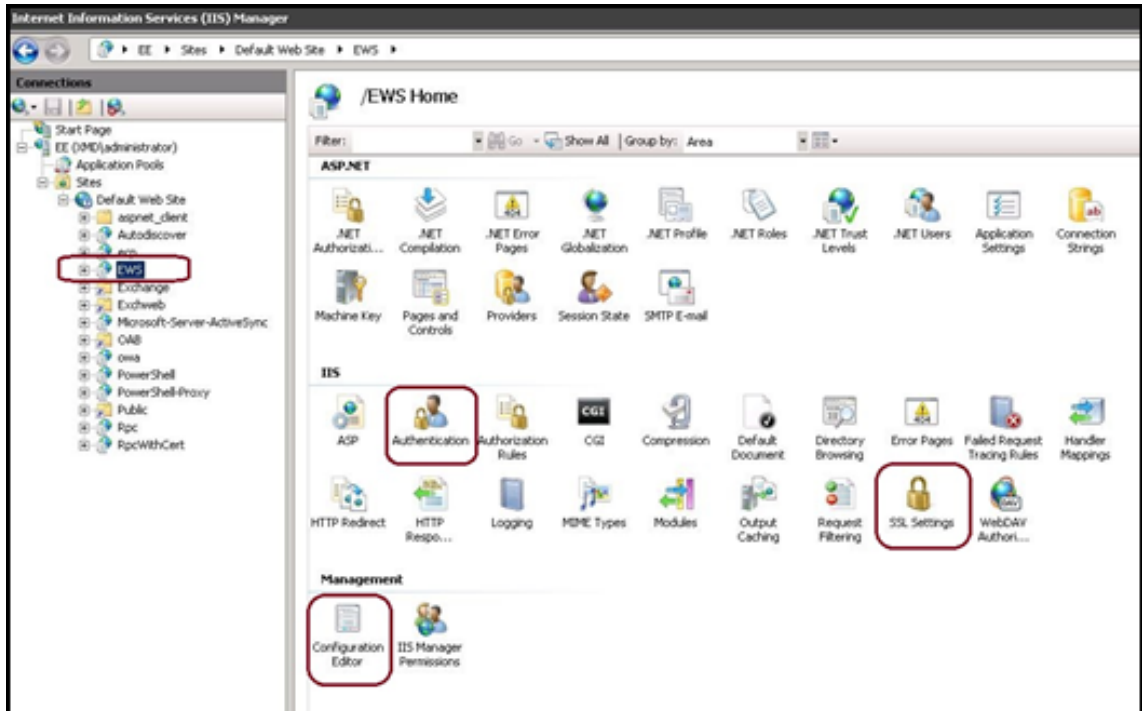 Internet Information Services (IIS) Manager
EE ▸ Sites ▸ Default Web Site ▸ EWS ▸
Connections
Start Page
EE (XMD\administrator)
Application Pools
Sites
Default Web Site
aspnet_client
Autodiscover
ecp
EWS
Exchange
Exchweb
Microsoft-Server-ActiveSync
OAB
owa
PowerShell
PowerShell-Proxy
Public
Rpc
RpcWithCert
/EWS Home
Filter: Go Show All Group by: Area
ASP.NET
.NET Authorizati...
.NET Compilation
.NET Error Pages
.NET Globalization
.NET Profile
.NET Roles
.NET Trust Levels
.NET Users
Application Settings
Connection Strings
Machine Key
Pages and Controls
Providers
Session State
SMTP E-mail
IIS
ASP
Authentication
Authorization Rules
CGI
Compression
Default Document
Directory Browsing
Error Pages
Failed Request Tracing Rules
Handler Mappings
HTTP Redirect
HTTP Respo...
Logging
MIME Types
Modules
Output Caching
Request Filtering
SSL Settings
WebDAV Authori...
Management
Configuration Editor
IIS Manager Permissions